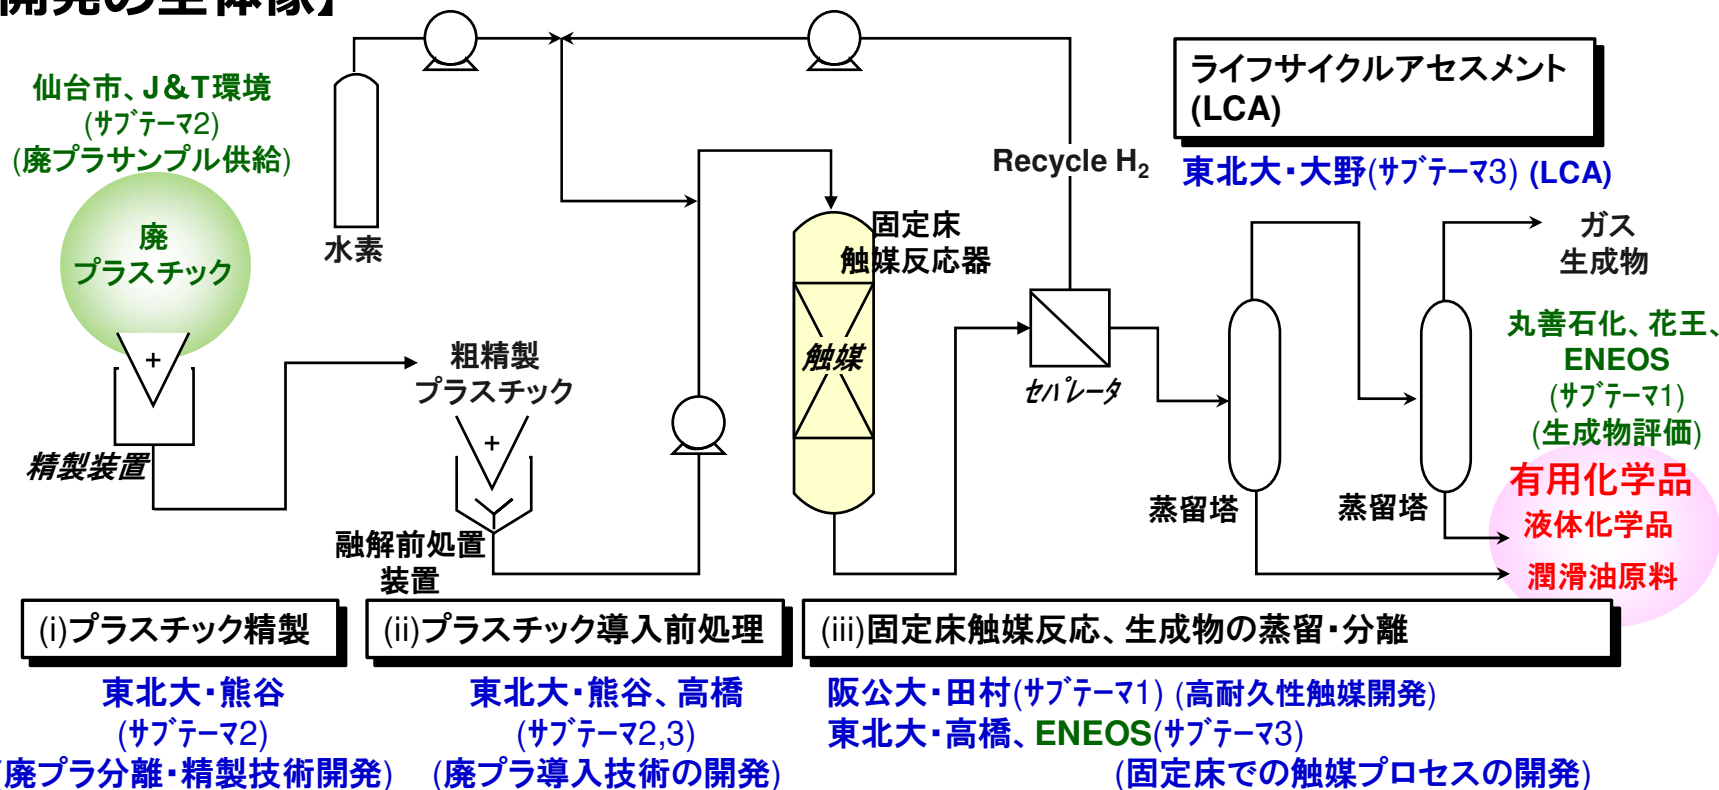 開発の全体像】
仙台市、J&T環境
(ｻﾌﾞﾃｰﾏ2)
(廃プラサンプル供給)
廃
プラスチック
精製装置
水素
粗精製
プラスチック
融解前処置
装置
固定床
触媒反応器
触媒
Recycle H₂
ｾﾊﾟﾚｰﾀ
ライフサイクルアセスメント
(LCA)
東北大・大野(ｻﾌﾞﾃｰﾏ3) (LCA)
蒸留塔
蒸留塔
ガス
生成物
丸善石化、花王、
ENEOS
(ｻﾌﾞﾃｰﾏ1)
(生成物評価)
有用化学品
液体化学品
潤滑油原料
(i)プラスチック精製
東北大・熊谷
(ｻﾌﾞﾃｰﾏ2)
(廃プラ分離・精製技術開発)
(ii)プラスチック導入前処理
東北大・熊谷、高橋
(ｻﾌﾞﾃｰﾏ2,3)
(廃プラ導入技術の開発)
(iii)固定床触媒反応、生成物の蒸留・分離
阪公大・田村(ｻﾌﾞﾃｰﾏ1) (高耐久性触媒開発)
東北大・高橋、ENEOS(ｻﾌﾞﾃｰﾏ3)
(固定床での触媒プロセスの開発)